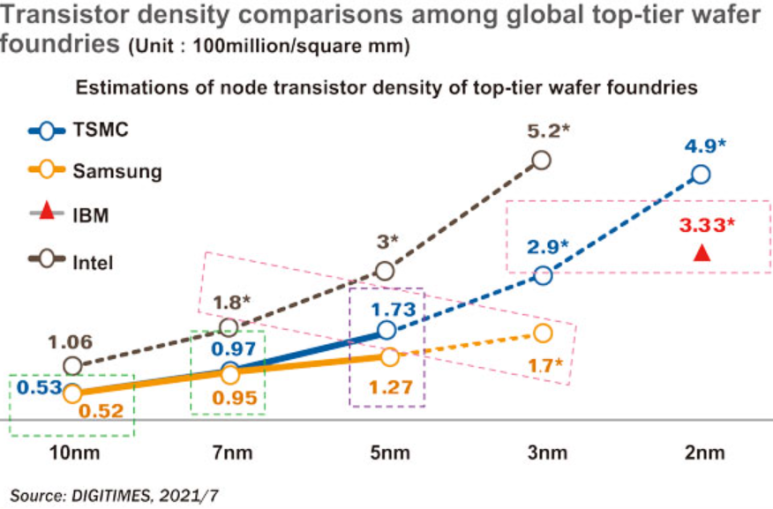 Transistor density comparisons among global top-tier wafer
foundries (Unit : 100million/square mm)
Estimations of node transistor density of top-tier wafer foundries
TSMC
Samsung
IBM
Intel
5.2*
4.9*
3.33*
3*
2.9*
1.8*
1.73
1.06
0.97
1.7*
0.53
0.52
0.95
1.27
10nm 7nm 5nm 3nm 2nm
Source: DIGITIMES, 2021/7